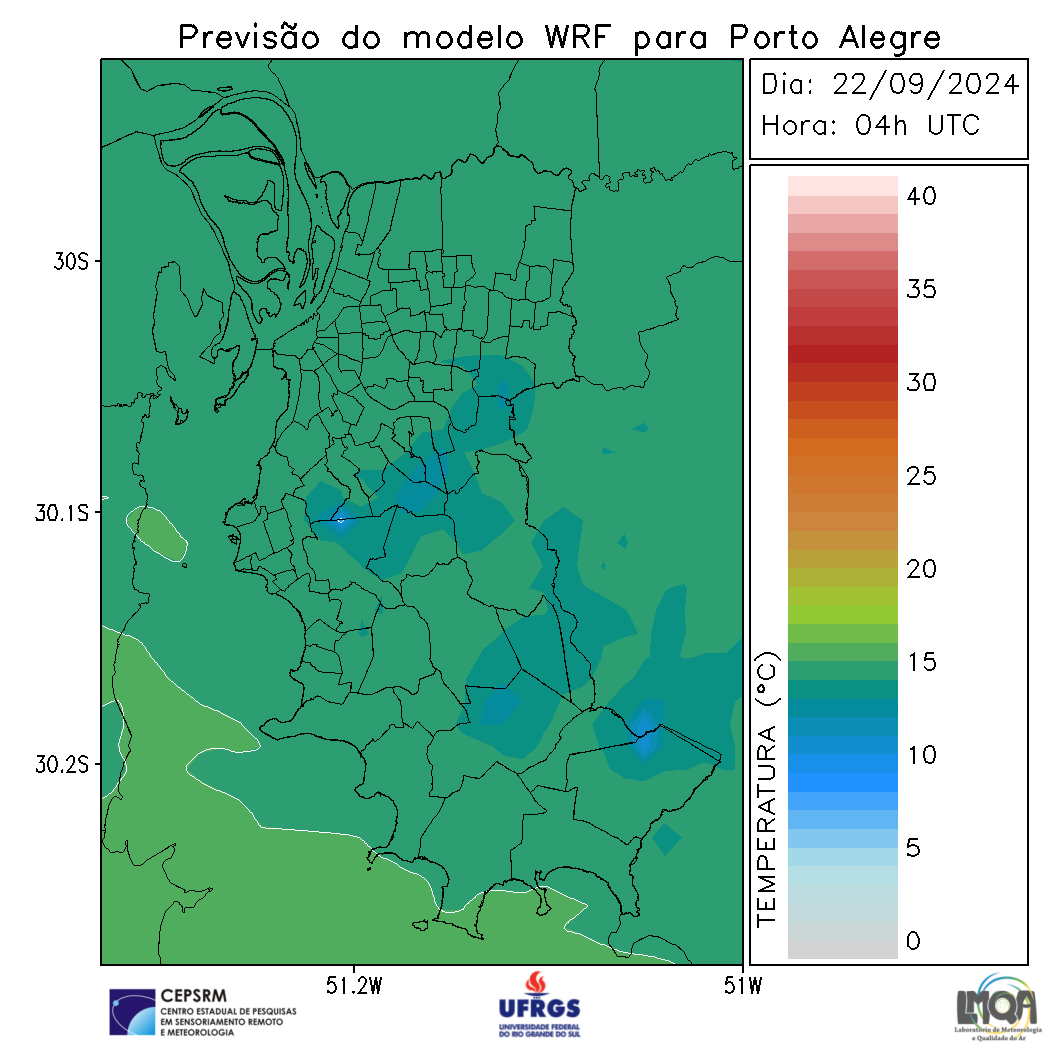 Previsão do modelo WRF para Porto Alegre
Dia: 22/09/2024
Hora: 04h UTC
40
35
30
25
20
15
10
5
0
TEMPERATURA (°C)
30S
30.1S
30.2S
51.2W
51W
CEPSRM
CENTRO ESTADUAL DE PESQUISAS
EM SENSORIAMENTO REMOTO
E METEOROLOGIA
UFRGS
UNIVERSIDADE FEDERAL
DO RIO GRANDE DO SUL
LMQA
Laboratório de Meteorologia
e Qualidade do Ar